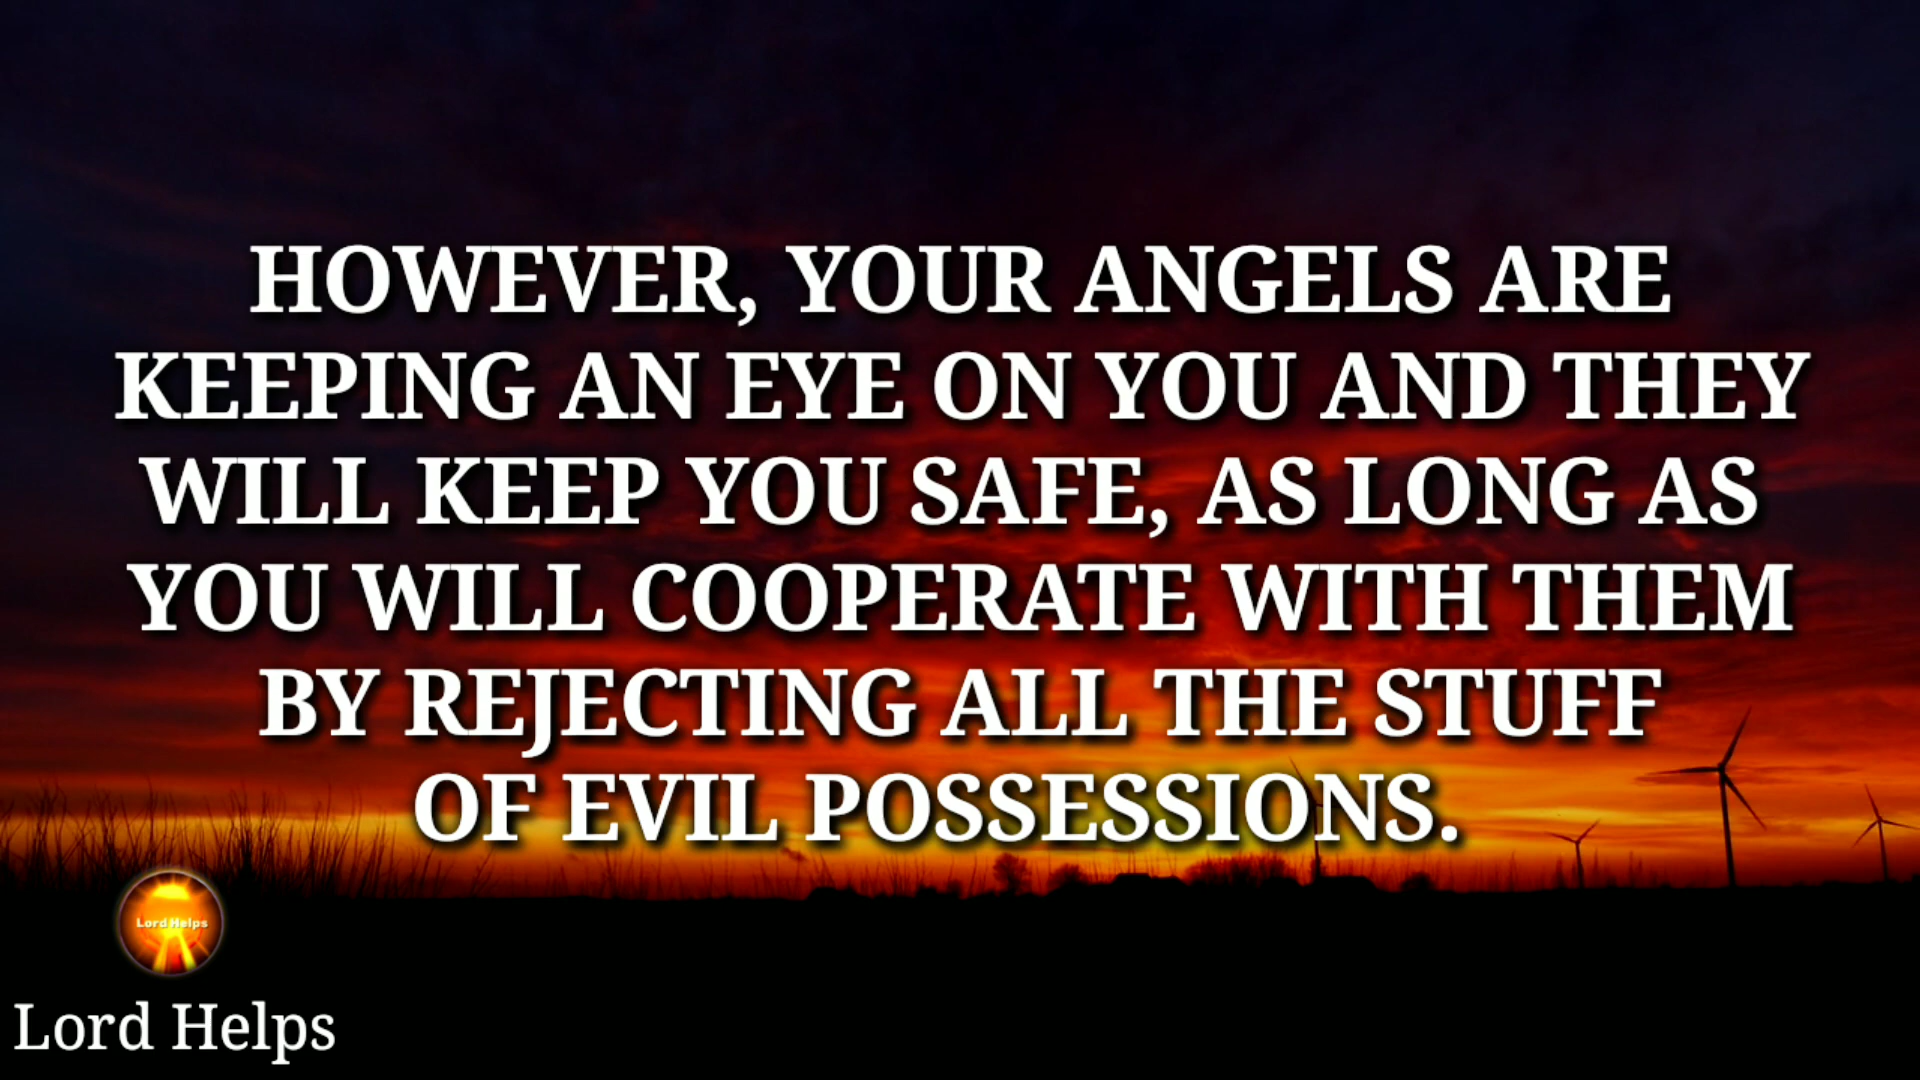 HOWEVER, YOUR ANGELS ARE
KEEPING AN EYE ON YOU AND THEY
WILL KEEP YOU SAFE, AS LONG AS
YOU WILL COOPERATE WITH THEM
BY REJECTING ALL THE STUFF
OF EVIL POSSESSIONS.
Lord Helps
Lord Helps